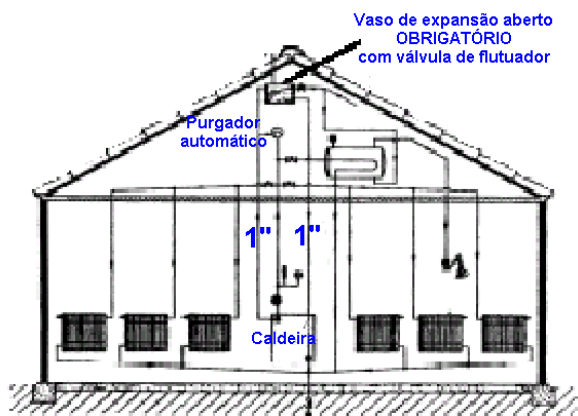 Vaso de expansão aberto
OBRIGATÓRIO
com válvula de flutuador
Purgador
automático
1" 1"
Caldeira